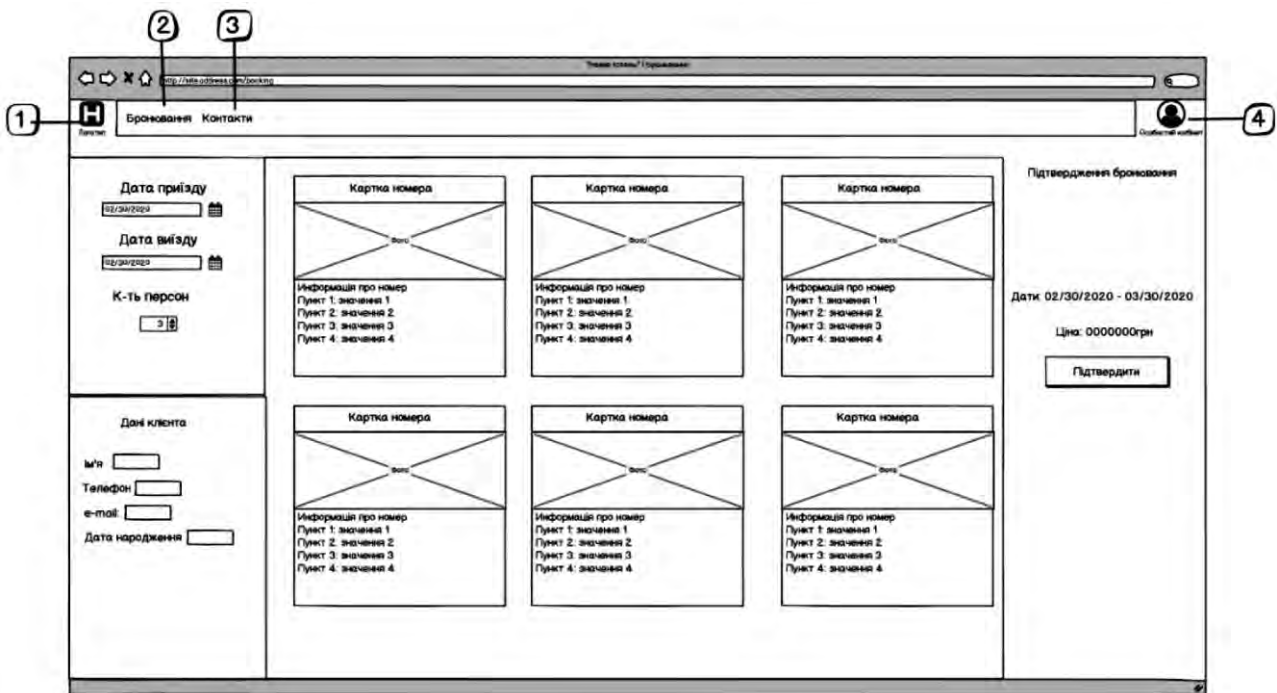 2
3
http://site.address.com/booking
1
H
Логотип
Бронювання Контакти
Особистий кабінет
4
Дата приїзду
02/30/2020
Дата виїзду
02/30/2020
К-ть персон
3
Дані клієнта
Ім'я
Телефон
e-mail:
Дата народження
Картка номера
Фото
Информація про номер
Пункт 1: значення 1
Пункт 2: значення 2
Пункт 3: значення 3
Пункт 4: значення 4
Картка номера
Фото
Информація про номер
Пункт 1: значення 1
Пункт 2: значення 2
Пункт 3: значення 3
Пункт 4: значення 4
Картка номера
Фото
Информація про номер
Пункт 1: значення 1
Пункт 2: значення 2
Пункт 3: значення 3
Пункт 4: значення 4
Картка номера
Фото
Информація про номер
Пункт 1: значення 1
Пункт 2: значення 2
Пункт 3: значення 3
Пункт 4: значення 4
Картка номера
Фото
Информація про номер
Пункт 1: значення 1
Пункт 2: значення 2
Пункт 3: значення 3
Пункт 4: значення 4
Картка номера
Фото
Информація про номер
Пункт 1: значення 1
Пункт 2: значення 2
Пункт 3: значення 3
Пункт 4: значення 4
Підтвердження бронювання
Дати: 02/30/2020 - 03/30/2020
Ціна: 0000000грн
Підтвердити